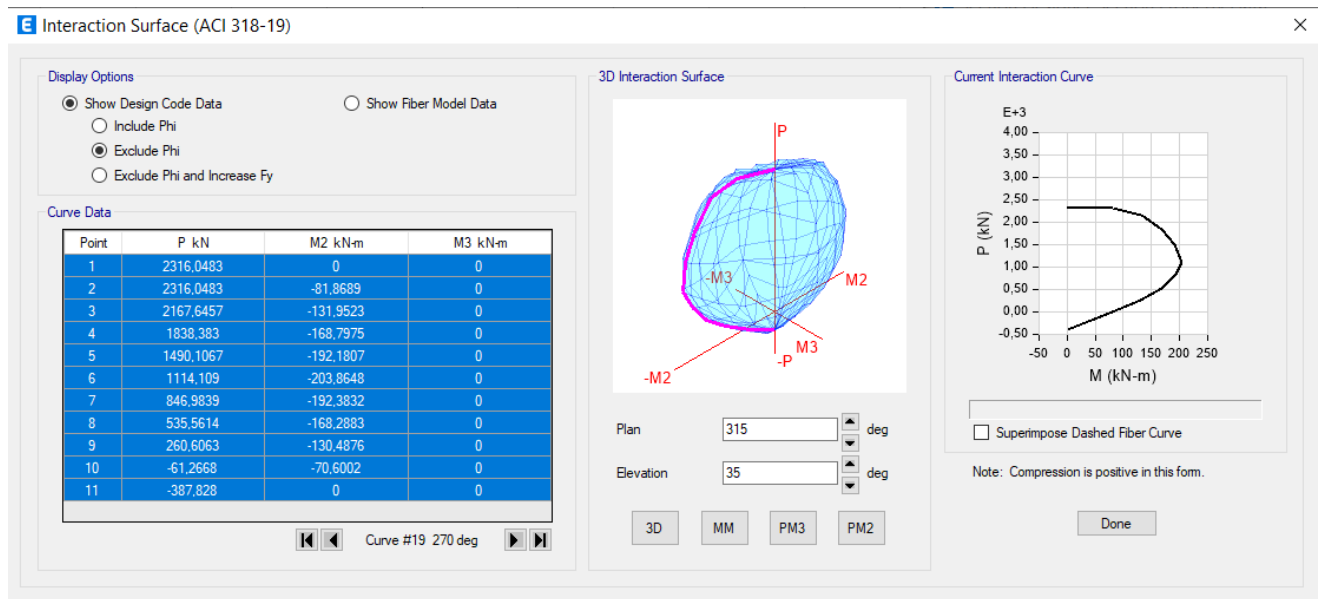 E Interaction Surface (ACI 318-19)
Display Options
Show Design Code Data
Show Fiber Model Data
Include Phi
Exclude Phi
Exclude Phi and Increase Fy
Curve Data
Point P kN M2 kN-m M3 kN-m
1 2316,0483 0 0
2 2316,0483 -81,8689 0
3 2167,6457 -131,9523 0
4 1838,383 -168,7975 0
5 1490,1067 -192,1807 0
6 1114,109 -203,8648 0
7 846,9839 -192,3832 0
8 535,5614 -168,2883 0
9 260,6063 -130,4876 0
10 -61,2668 -70,6002 0
11 -387,828 0 0
Curve #19 270 deg
3D Interaction Surface
P
-M3
M2
M3
-P
-M2
Plan 315 deg
Elevation 35 deg
3D MM PM3 PM2
Current Interaction Curve
E+3
4,00
3,50
3,00
2,50
2,00
1,50
1,00
0,50
0,00
-0,50
P (kN)
-50 0 50 100 150 200 250
M (kN-m)
Superimpose Dashed Fiber Curve
Note: Compression is positive in this form.
Done